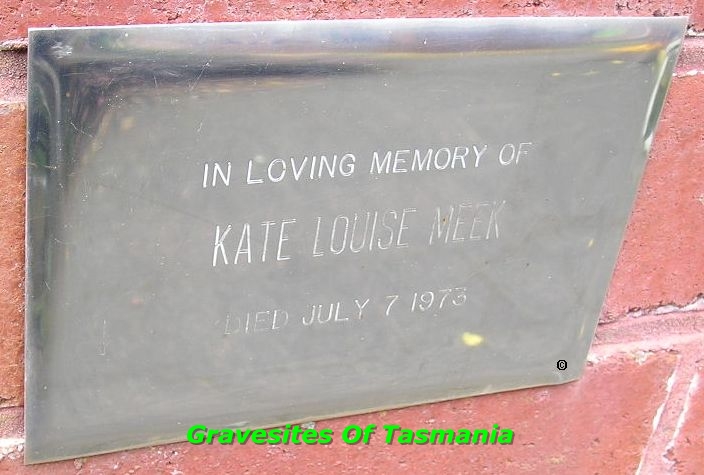 IN LOVING MEMORY OF
KATE LOUISE MEEK
DIED JULY 7 1973
©
Gravesites Of Tasmania